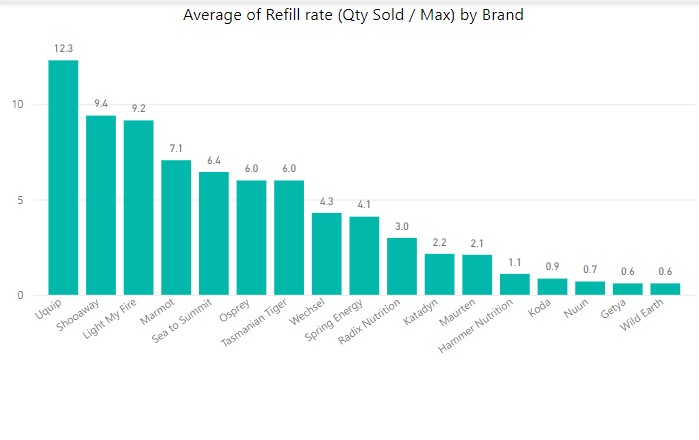 Average of Refill rate (Qty Sold / Max) by Brand
12.3
9.4
9.2
7.1
6.4
6.0
6.0
4.3
4.1
3.0
2.2
2.1
1.1
0.9
0.7
0.6
0.6
10
5
0
Uquip
Shooaway
Light My Fire
Marmot
Sea to Summit
Osprey
Tasmanian Tiger
Wechsel
Spring Energy
Radix Nutrition
Katadyn
Maurten
Hammer Nutrition
Koda
Nuun
Getya
Wild Earth